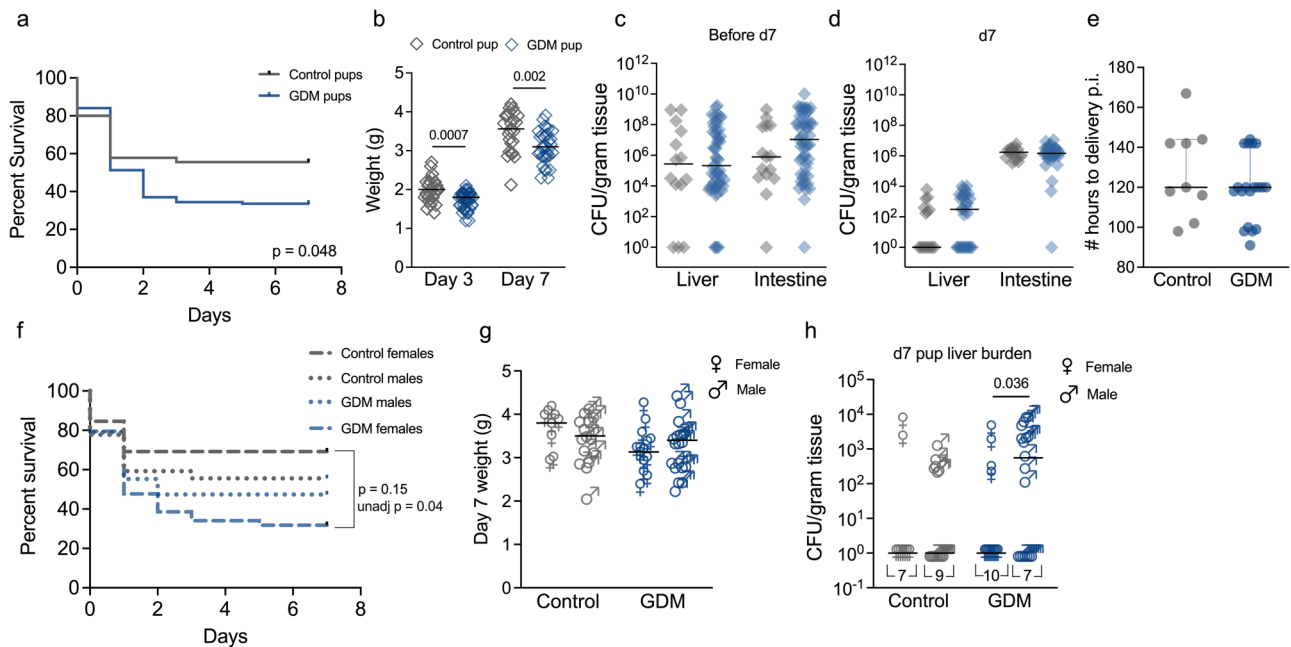 a
Percent Survival
100
80
60
40
20
0
0 2 4 6 8
Days
Control pups
GDM pups
p = 0.048
b
Control pup GDM pup
Weight (g)
5
4
3
2
1
0
0.0007
0.002
Day 3 Day 7
c
Before d7
CFU/gram tissue
10^12
10^10
10^8
10^6
10^4
10^2
10^0
Liver Intestine
d
d7
CFU/gram tissue
10^12
10^10
10^8
10^6
10^4
10^2
10^0
Liver Intestine
e
# hours to delivery p.i.
180
160
140
120
100
80
Control GDM
f
Control females
Control males
GDM males
GDM females
Percent survival
100
80
60
40
20
0
0 2 4 6 8
Days
p = 0.15
unadj p = 0.04
g
♀ Female
♂ Male
Day 7 weight (g)
5
4
3
2
1
0
Control GDM
h
d7 pup liver burden
♀ Female
♂ Male
CFU/gram tissue
10^5
10^4
10^3
10^2
10^1
10^0
10^-1
0.036
7 9 10 7
Control GDM